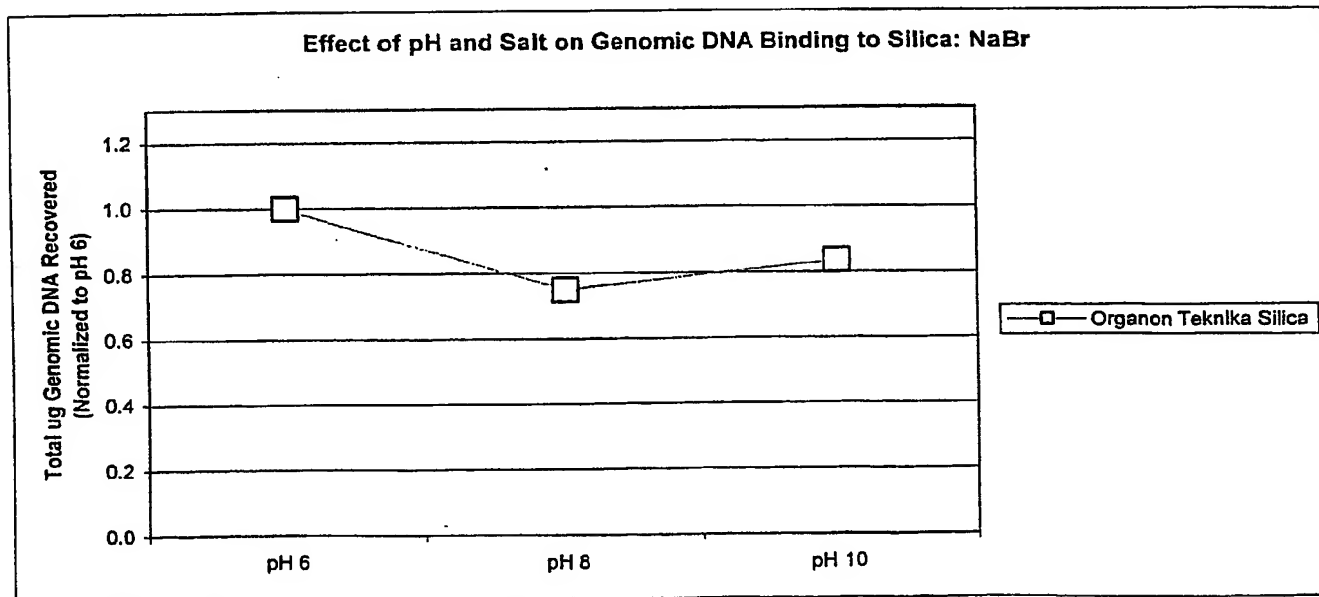 Effect of pH and Salt on Genomic DNA Binding to Silica: NaBr
Total ug Genomic DNA Recovered
(Normalized to pH 6)
1.2
1.0
0.8
0.6
0.4
0.2
0.0
pH 6
pH 8
pH 10
Organon Teknika Silica